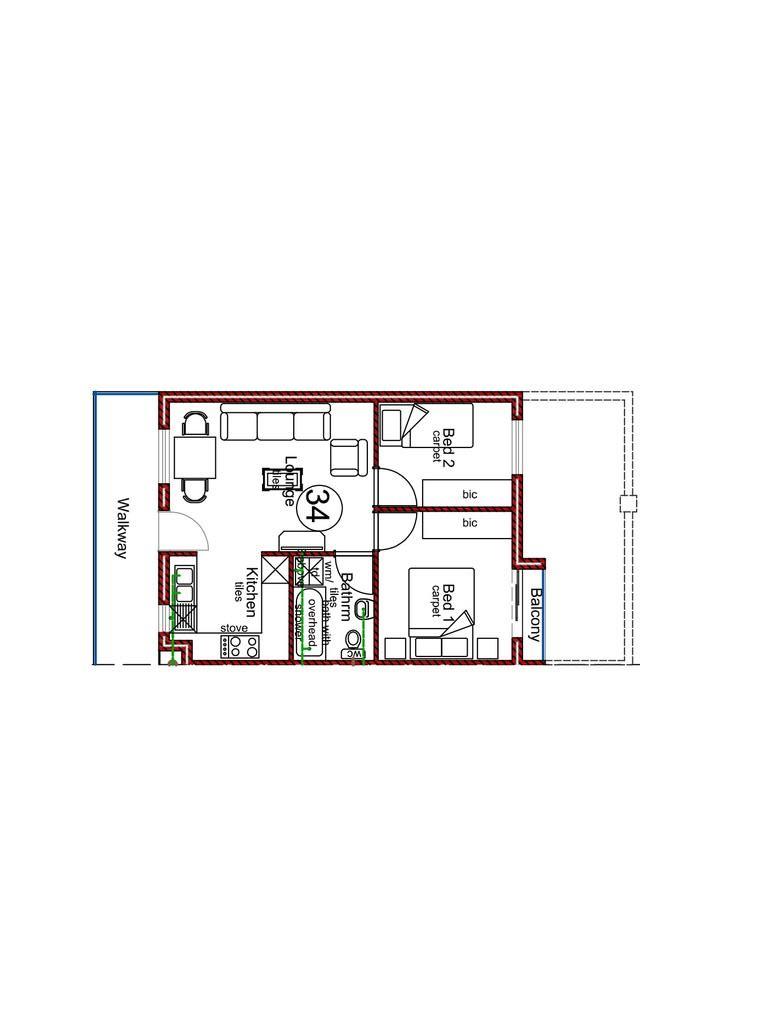 Walkway
Lounge
tiles
34
Bed 2
carpet
bic
bic
Bed 1
carpet
Balcony
Kitchen
tiles
stove
Bathrm
tiles
wm/
td
bath with
overhead
shower
WC